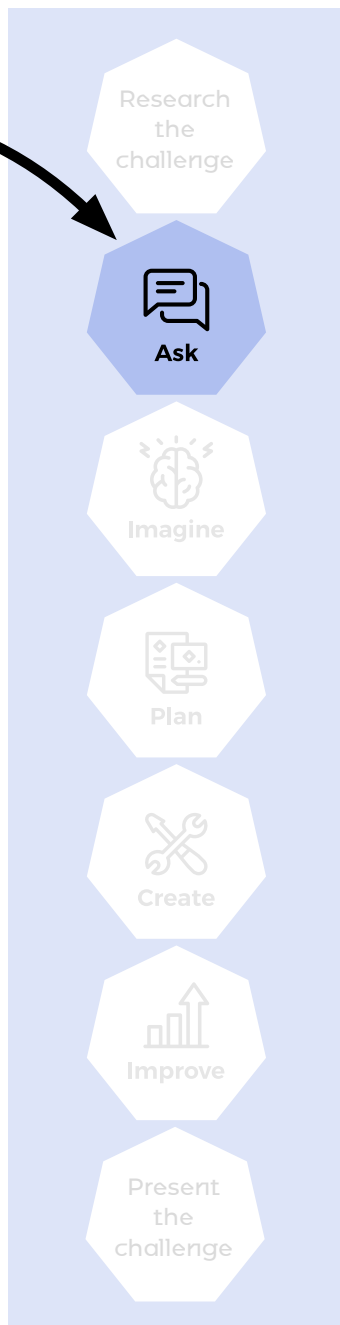 Research
the
challenge
Ask
Imagine
Plan
Create
Improve
Present
the
challenge